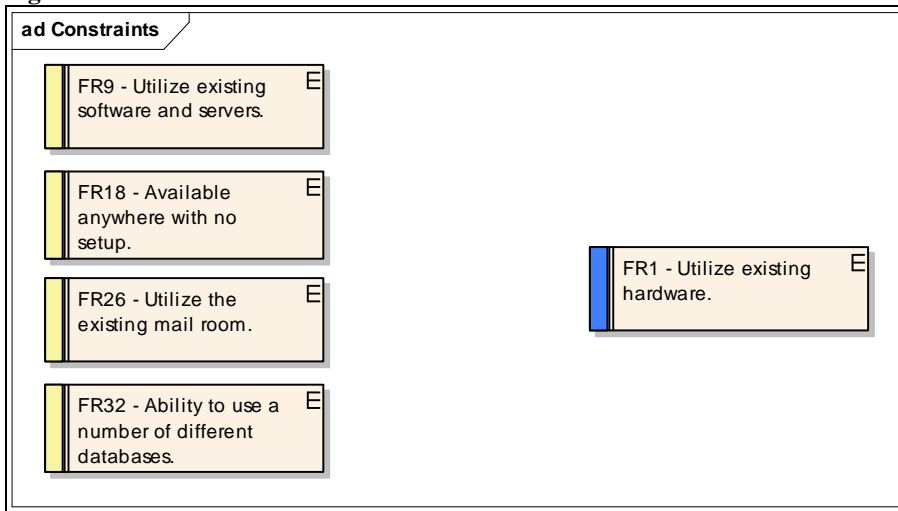 ad Constraints
FR9 - Utilize existing
software and servers.
E
FR18 - Available
anywhere with no
setup.
E
FR26 - Utilize the
existing mail room.
E
FR32 - Ability to use a
number of different
databases.
E
FR1 - Utilize existing
hardware.
E